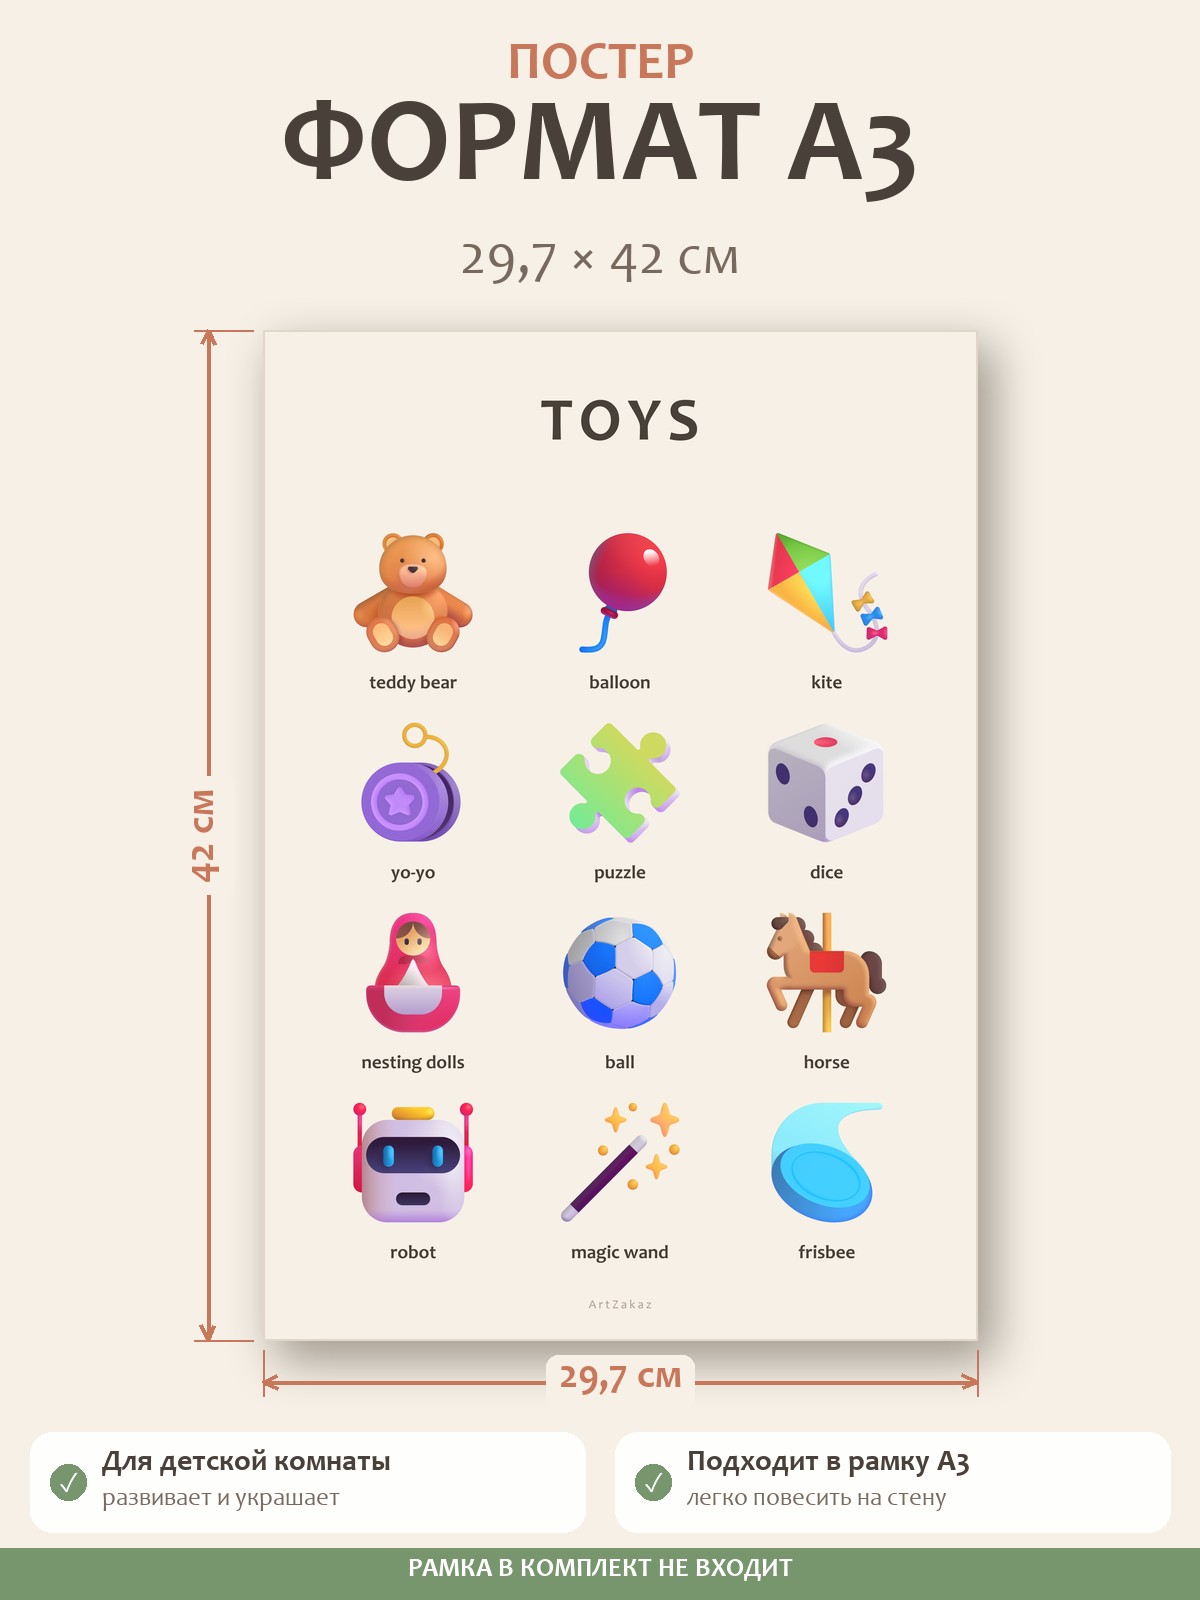 ПОСТЕР
ФОРМАТ А3
29,7 × 42 см
TOYS
teddy bear
balloon
kite
yo-yo
puzzle
dice
42 см
nesting dolls
ball
horse
robot
magic wand
frisbee
ArtZakaz
29,7 см
Для детской комнаты
развивает и украшает
Подходит в рамку А3
легко повесить на стену
РАМКА В КОМПЛЕКТ НЕ ВХОДИТ